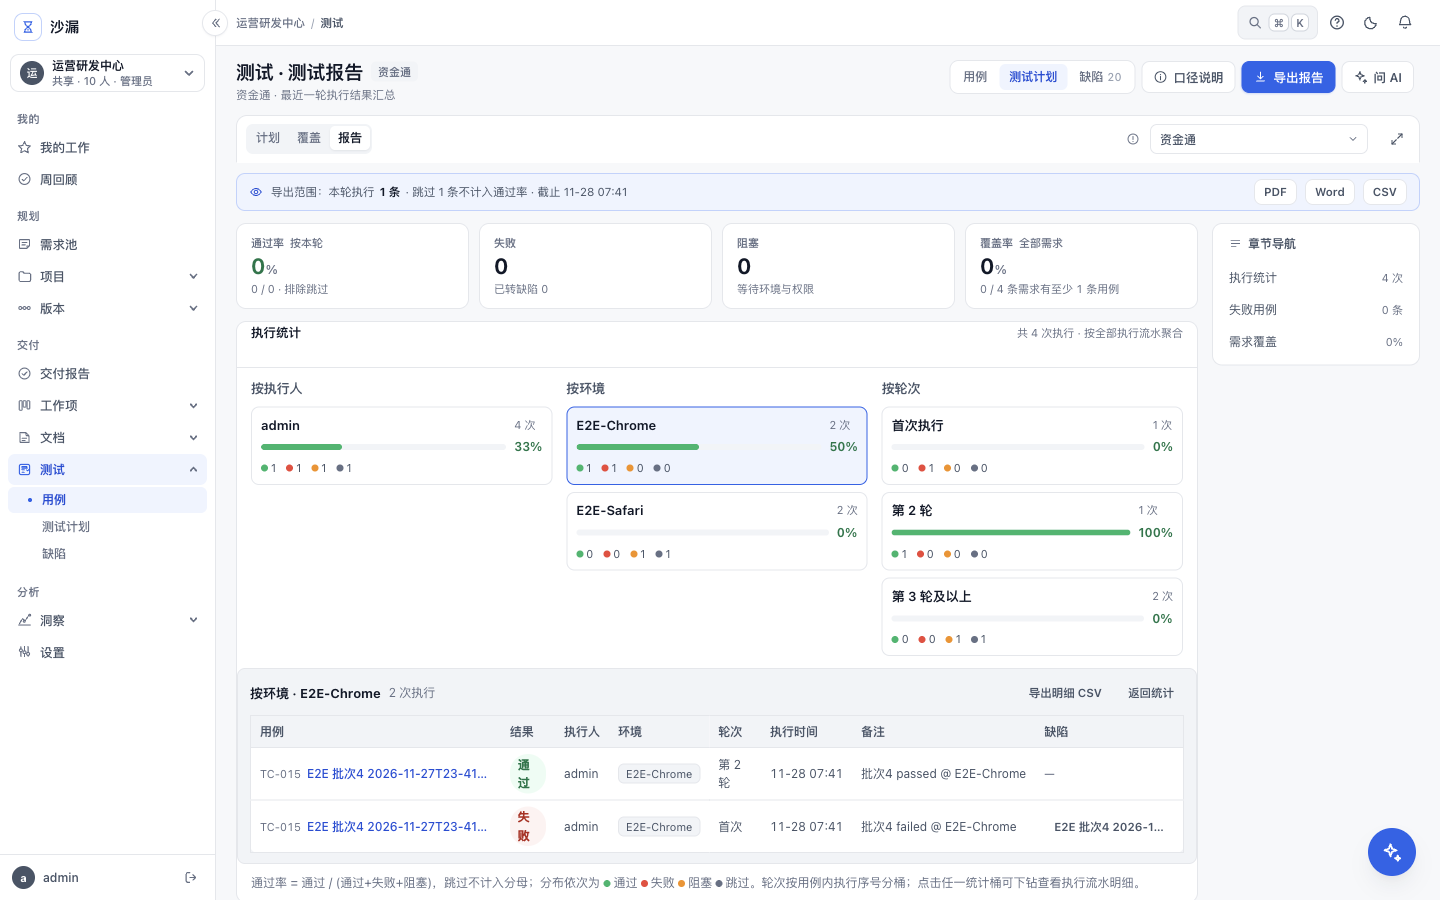 沙漏
运
运营研发中心
共享 · 10 人 · 管理员
我的
我的工作
周回顾
规划
需求池
项目
版本
交付
交付报告
工作项
文档
测试
用例
测试计划
缺陷
分析
洞察
设置
a
admin
运营研发中心 / 测试
⌘ K
测试 · 测试报告 资金通
资金通 · 最近一轮执行结果汇总
用例 测试计划 缺陷 20
口径说明
导出报告
问 AI
计划 覆盖 报告
资金通
导出范围：本轮执行 1 条 · 跳过 1 条不计入通过率 · 截止 11-28 07:41
PDF Word CSV
通过率 按本轮
0%
0 / 0 · 排除跳过
失败
0
已转缺陷 0
阻塞
0
等待环境与权限
覆盖率 全部需求
0%
0 / 4 条需求有至少 1 条用例
章节导航
执行统计 4 次
失败用例 0 条
需求覆盖 0%
执行统计
共 4 次执行 · 按全部执行流水聚合
按执行人
admin 4 次
33%
1 1 1 1
按环境
E2E-Chrome 2 次
50%
1 1 0 0
E2E-Safari 2 次
0%
0 0 1 1
按轮次
首次执行 1 次
0%
0 1 0 0
第 2 轮 1 次
100%
1 0 0 0
第 3 轮及以上 2 次
0%
0 0 1 1
按环境 · E2E-Chrome 2 次执行
导出明细 CSV 返回统计
用例 结果 执行人 环境 轮次 执行时间 备注 缺陷
TC-015 E2E 批次4 2026-11-27T23-41... 通过 admin E2E-Chrome 第 2 轮 11-28 07:41 批次4 passed @ E2E-Chrome —
TC-015 E2E 批次4 2026-11-27T23-41... 失败 admin E2E-Chrome 首次 11-28 07:41 批次4 failed @ E2E-Chrome E2E 批次4 2026-1...
通过率 = 通过 / (通过+失败+阻塞)，跳过不计入分母；分布依次为 通过 失败 阻塞 跳过。轮次按用例内执行序号分桶；点击任一统计桶可下钻查看执行流水明细。